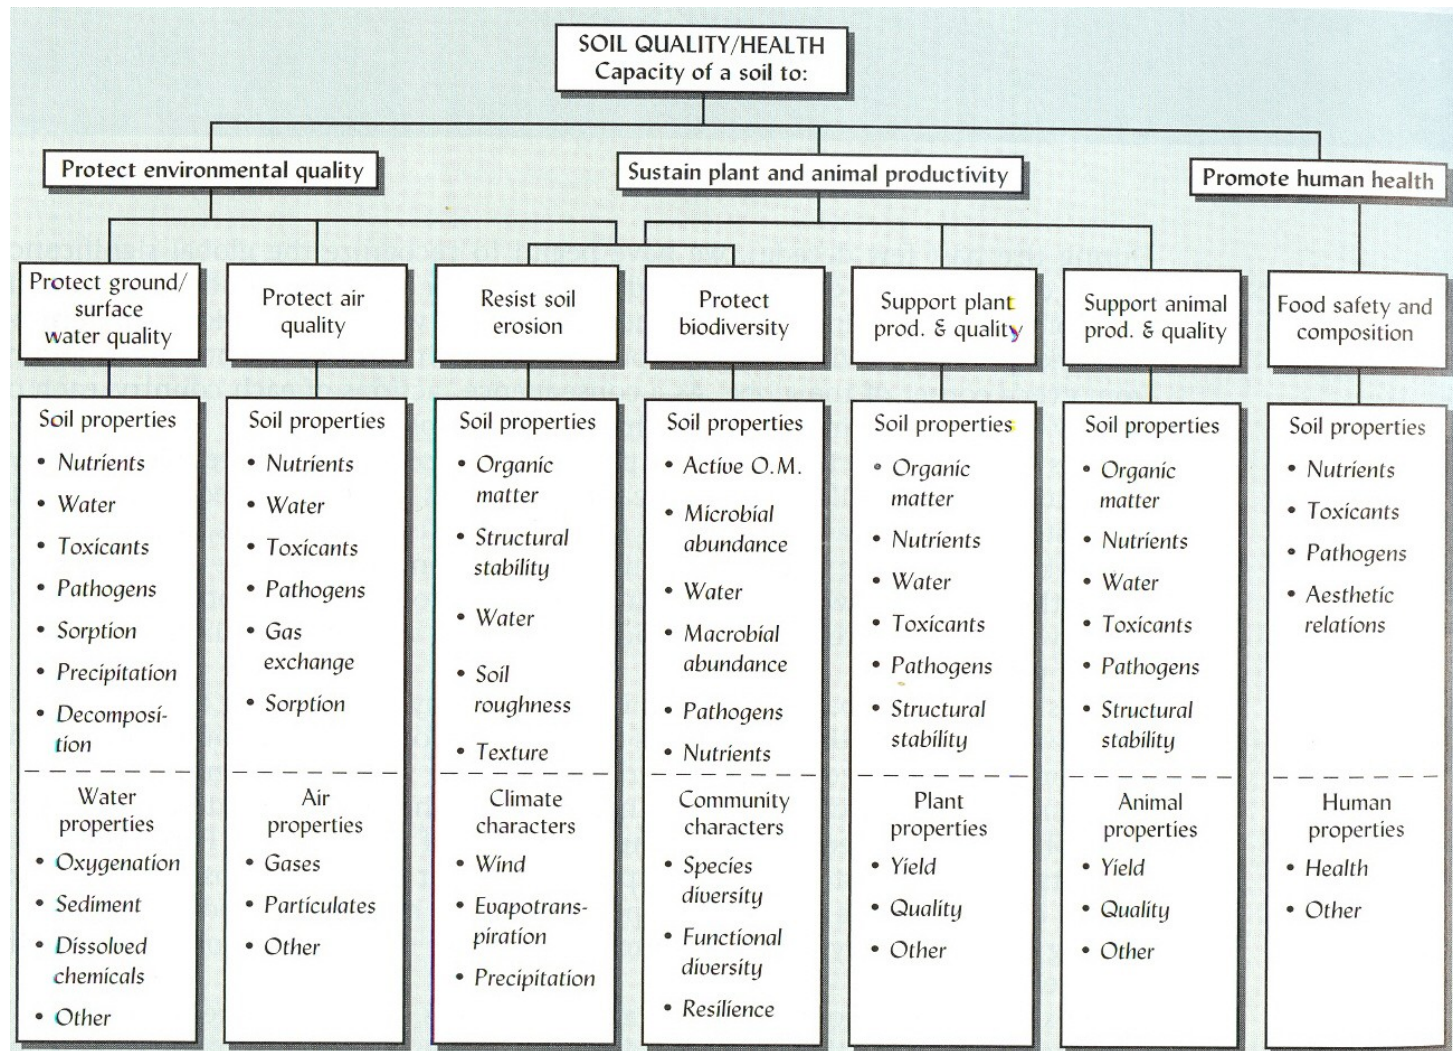 SOIL QUALITY/HEALTH
Capacity of a soil to:
Protect environmental quality
Sustain plant and animal productivity
Promote human health
Protect ground/
surface
water quality
Protect air
quality
Resist soil
erosion
Protect
biodiversity
Support plant
prod. & quality
Support animal
prod. & quality
Food safety and
composition
Soil properties
• Nutrients
• Water
• Toxicants
• Pathogens
• Sorption
• Precipitation
• Decomposi-
tion
Water
properties
• Oxygenation
• Sediment
• Dissolved
chemicals
• Other
Soil properties
• Nutrients
• Water
• Toxicants
• Pathogens
• Gas
exchange
• Sorption
Air
properties
• Gases
• Particulates
• Other
Soil properties
• Organic
matter
• Structural
stability
• Water
• Soil
roughness
• Texture
Climate
characters
• Wind
• Evapotrans-
piration
• Precipitation
Soil properties
• Active O.M.
• Microbial
abundance
• Water
• Macrobial
abundance
• Pathogens
• Nutrients
Community
characters
• Species
diversity
• Functional
diversity
• Resilience
Soil properties
• Organic
matter
• Nutrients
• Water
• Toxicants
• Pathogens
• Structural
stability
Plant
properties
• Yield
• Quality
• Other
Soil properties
• Organic
matter
• Nutrients
• Water
• Toxicants
• Pathogens
• Structural
stability
Animal
properties
• Yield
• Quality
• Other
Soil properties
• Nutrients
• Toxicants
• Pathogens
• Aesthetic
relations
Human
properties
• Health
• Other